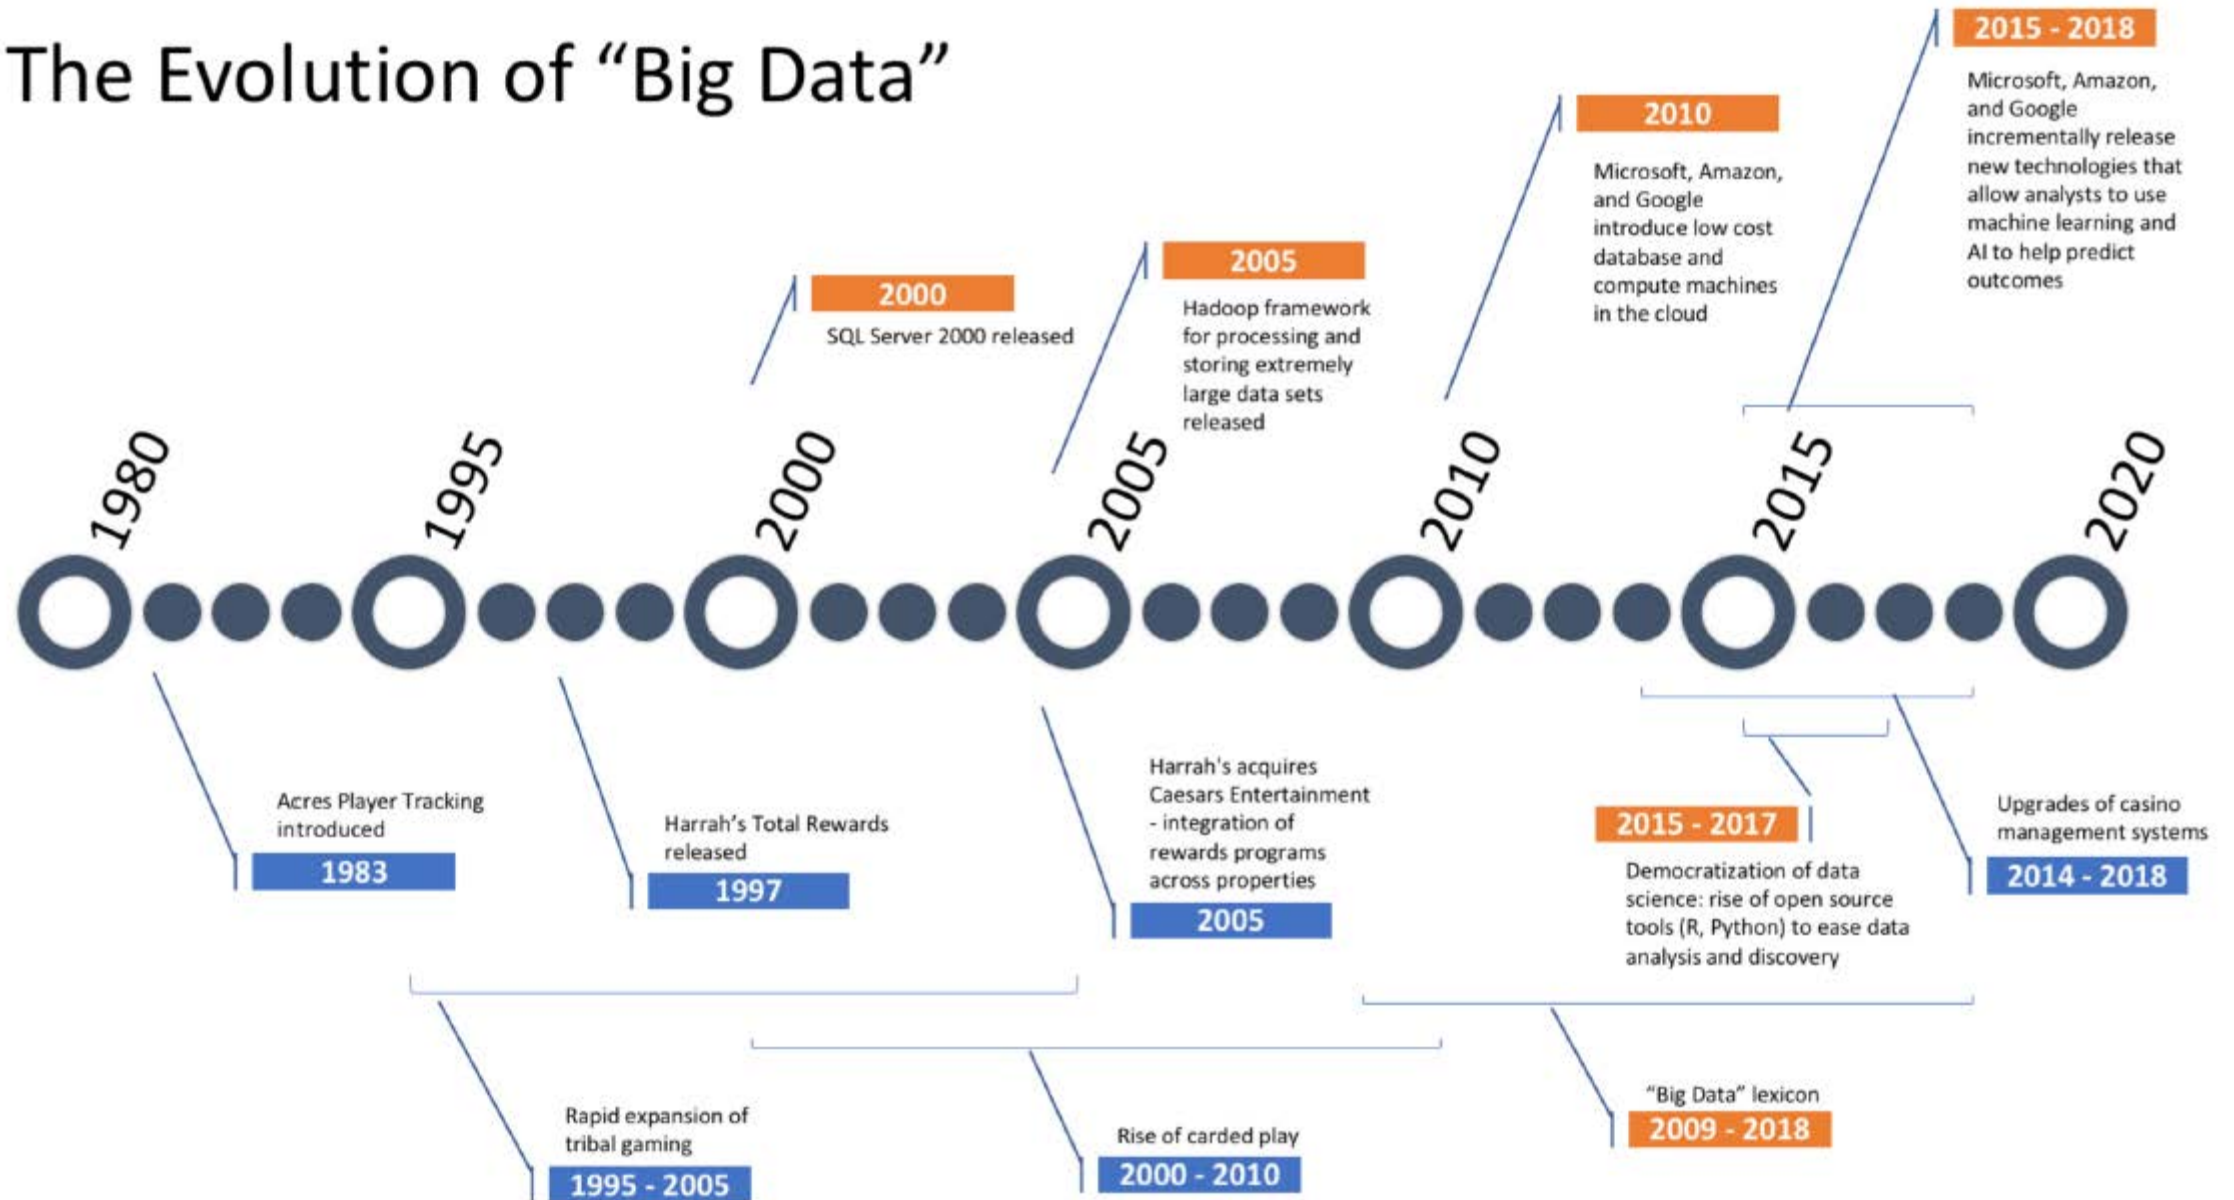 The Evolution of “Big Data”
2015 - 2018
Microsoft, Amazon,
and Google
incrementally release
new technologies that
allow analysts to use
machine learning and
AI to help predict
outcomes
2010
Microsoft, Amazon,
and Google
introduce low cost
database and
compute machines
in the cloud
2005
Hadoop framework
for processing and
storing extremely
large data sets
released
2000
SQL Server 2000 released
1980
1995
2000
2005
2010
2015
2020
Acres Player Tracking
introduced
1983
Harrah’s Total Rewards
released
1997
Harrah's acquires
Caesars Entertainment
- integration of
rewards programs
across properties
2005
2015 - 2017
Democratization of data
science: rise of open source
tools (R, Python) to ease data
analysis and discovery
Upgrades of casino
management systems
2014 - 2018
Rapid expansion of
tribal gaming
1995 - 2005
Rise of carded play
2000 - 2010
“Big Data” lexicon
2009 - 2018